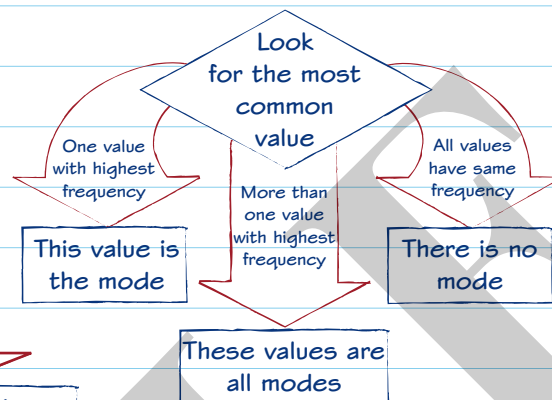 Look
for the most
common
value
One value
with highest
frequency
More than
one value
with highest
frequency
All values
have same
frequency
This value is
the mode
There is no
mode
These values are
all modes